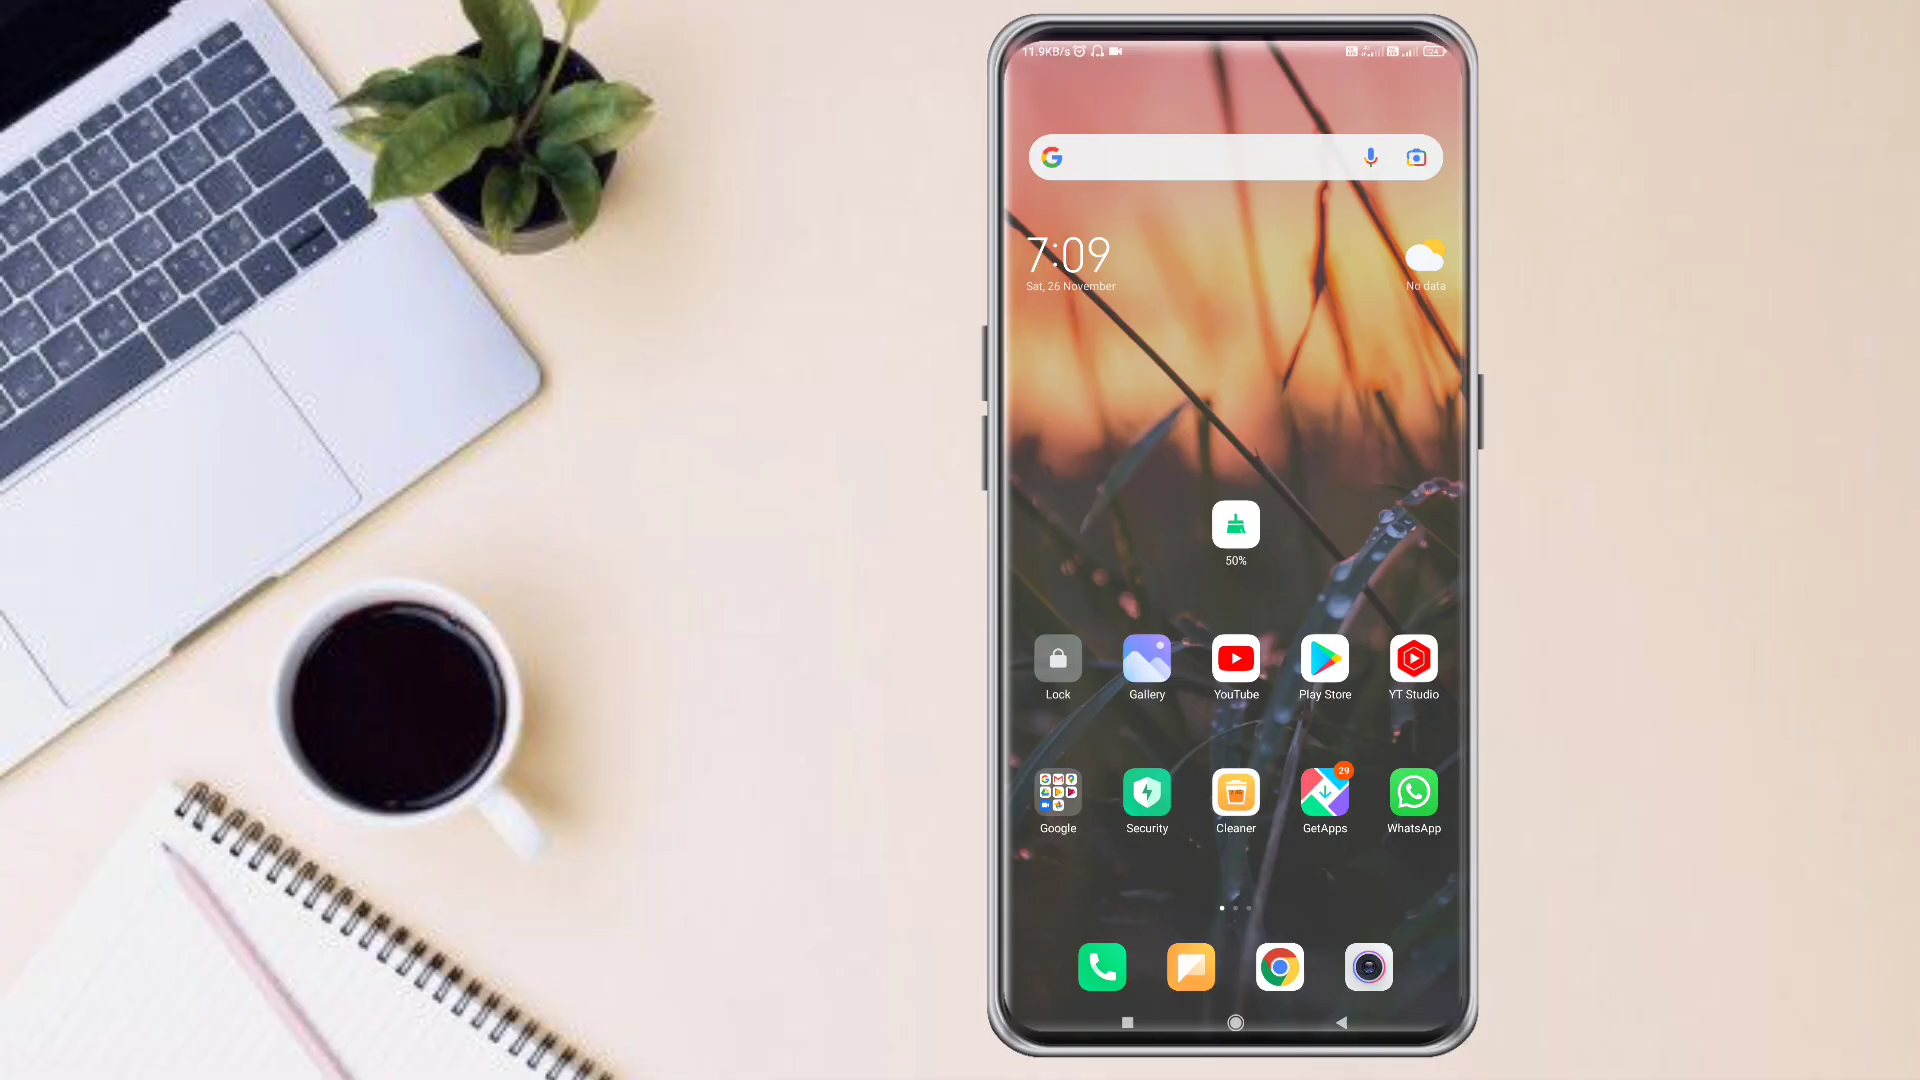 11.9KB/s
24
7:09
Sat, 26 November
No data
50%
Lock
Gallery
YouTube
Play Store
YT Studio
29
Google
Security
Cleaner
GetApps
WhatsApp